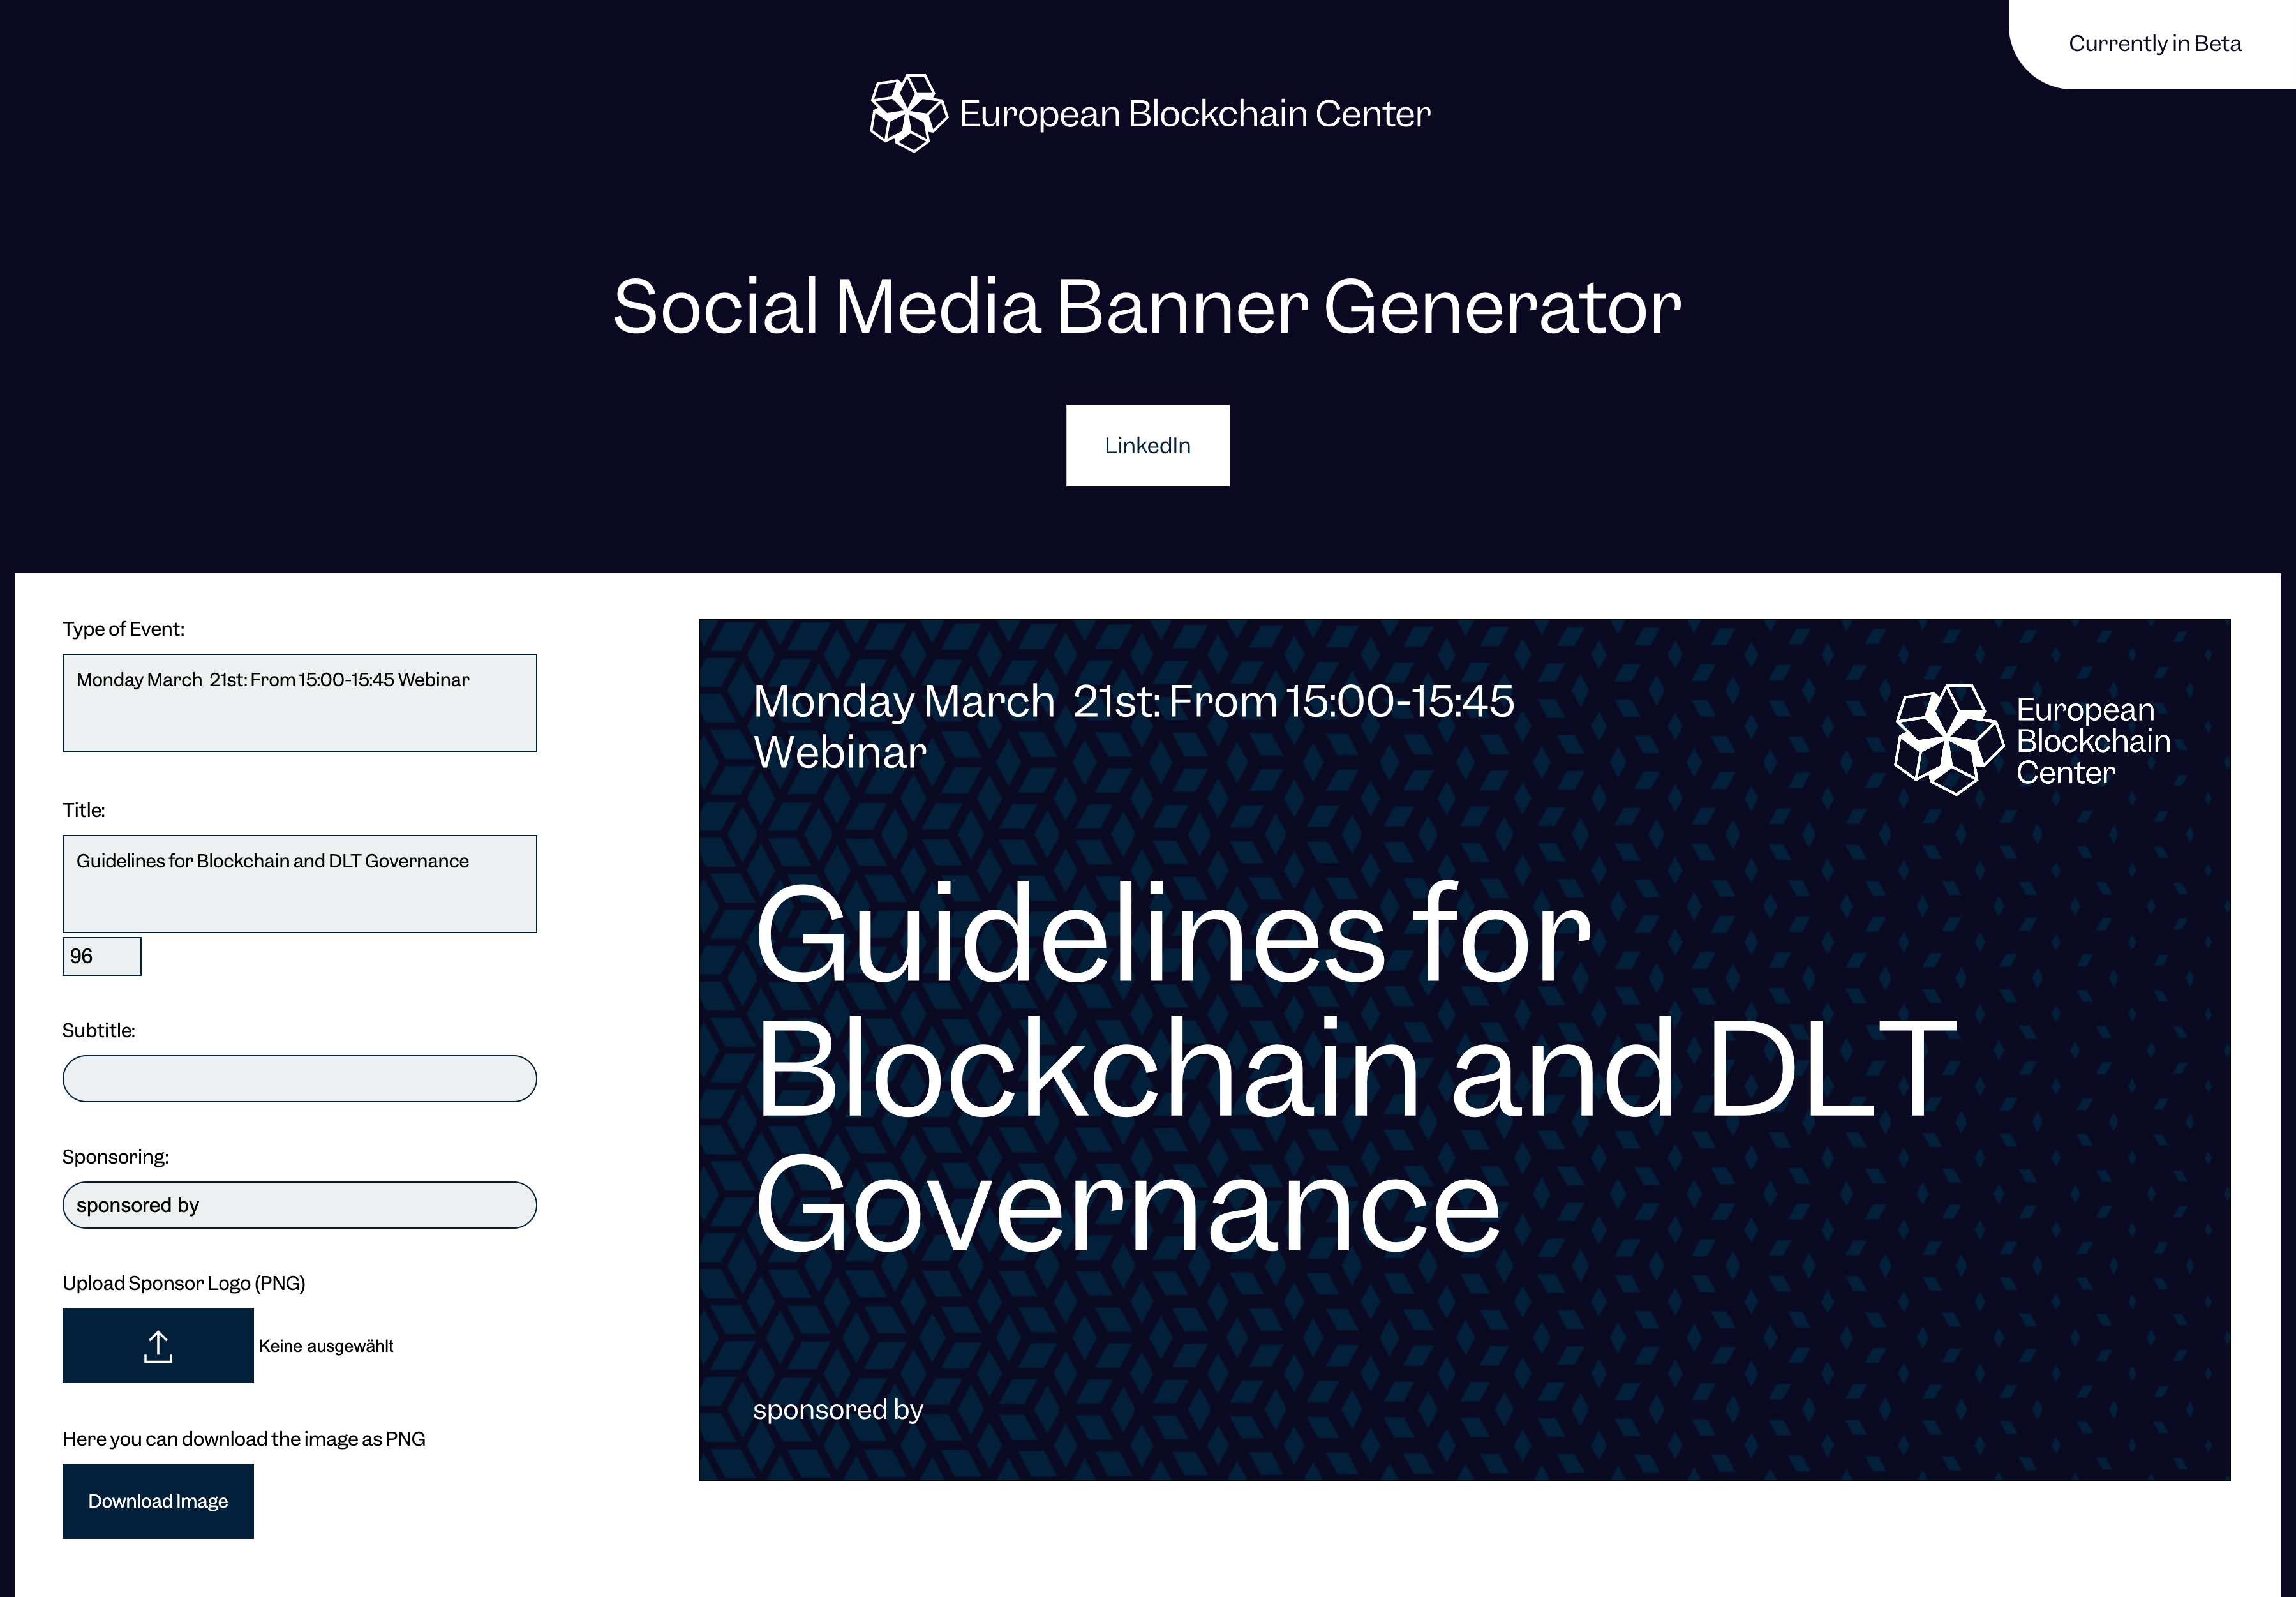 Currently in Beta
European Blockchain Center
Social Media Banner Generator
LinkedIn
Type of Event:
Monday March  21st: From 15:00-15:45 Webinar
Title:
Guidelines for Blockchain and DLT Governance
96
Subtitle:
Sponsoring:
sponsored by
Upload Sponsor Logo (PNG)
Keine ausgewählt
Here you can download the image as PNG
Download Image
Monday March  21st: From 15:00-15:45
Webinar
European
Blockchain
Center
Guidelines for
Blockchain and DLT
Governance
sponsored by